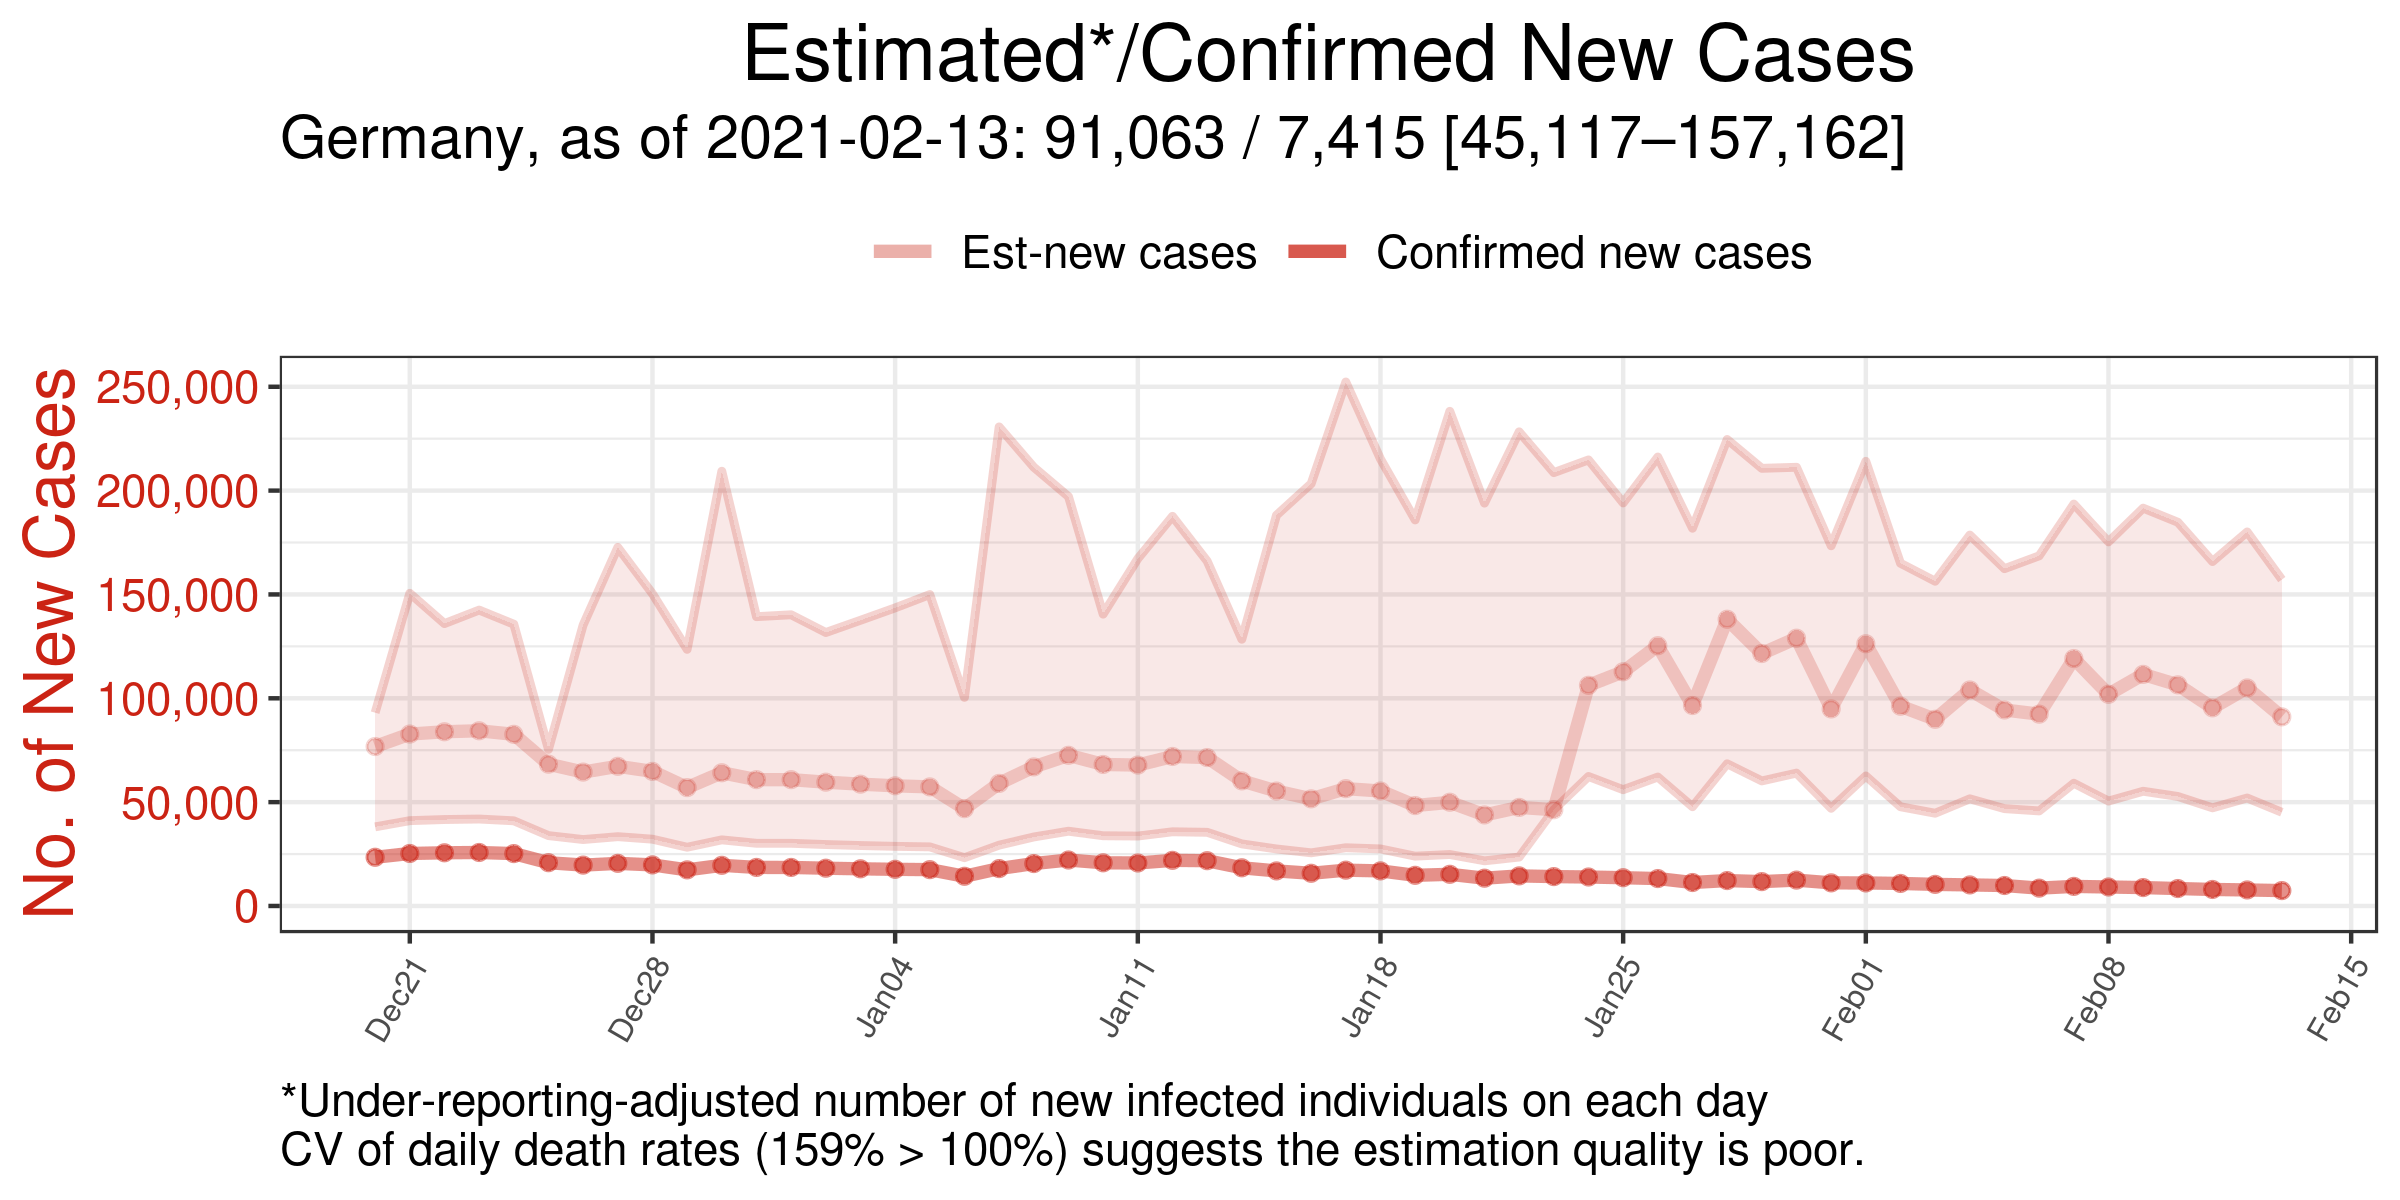 Estimated*/Confirmed New Cases
Germany, as of 2021-02-13: 91,063 / 7,415 [45,117–157,162]
Est-new cases Confirmed new cases
No. of New Cases
250,000
200,000
150,000
100,000
50,000
0
Dec21 Dec28 Jan04 Jan11 Jan18 Jan25 Feb01 Feb08 Feb15
*Under-reporting-adjusted number of new infected individuals on each day
CV of daily death rates (159% > 100%) suggests the estimation quality is poor.